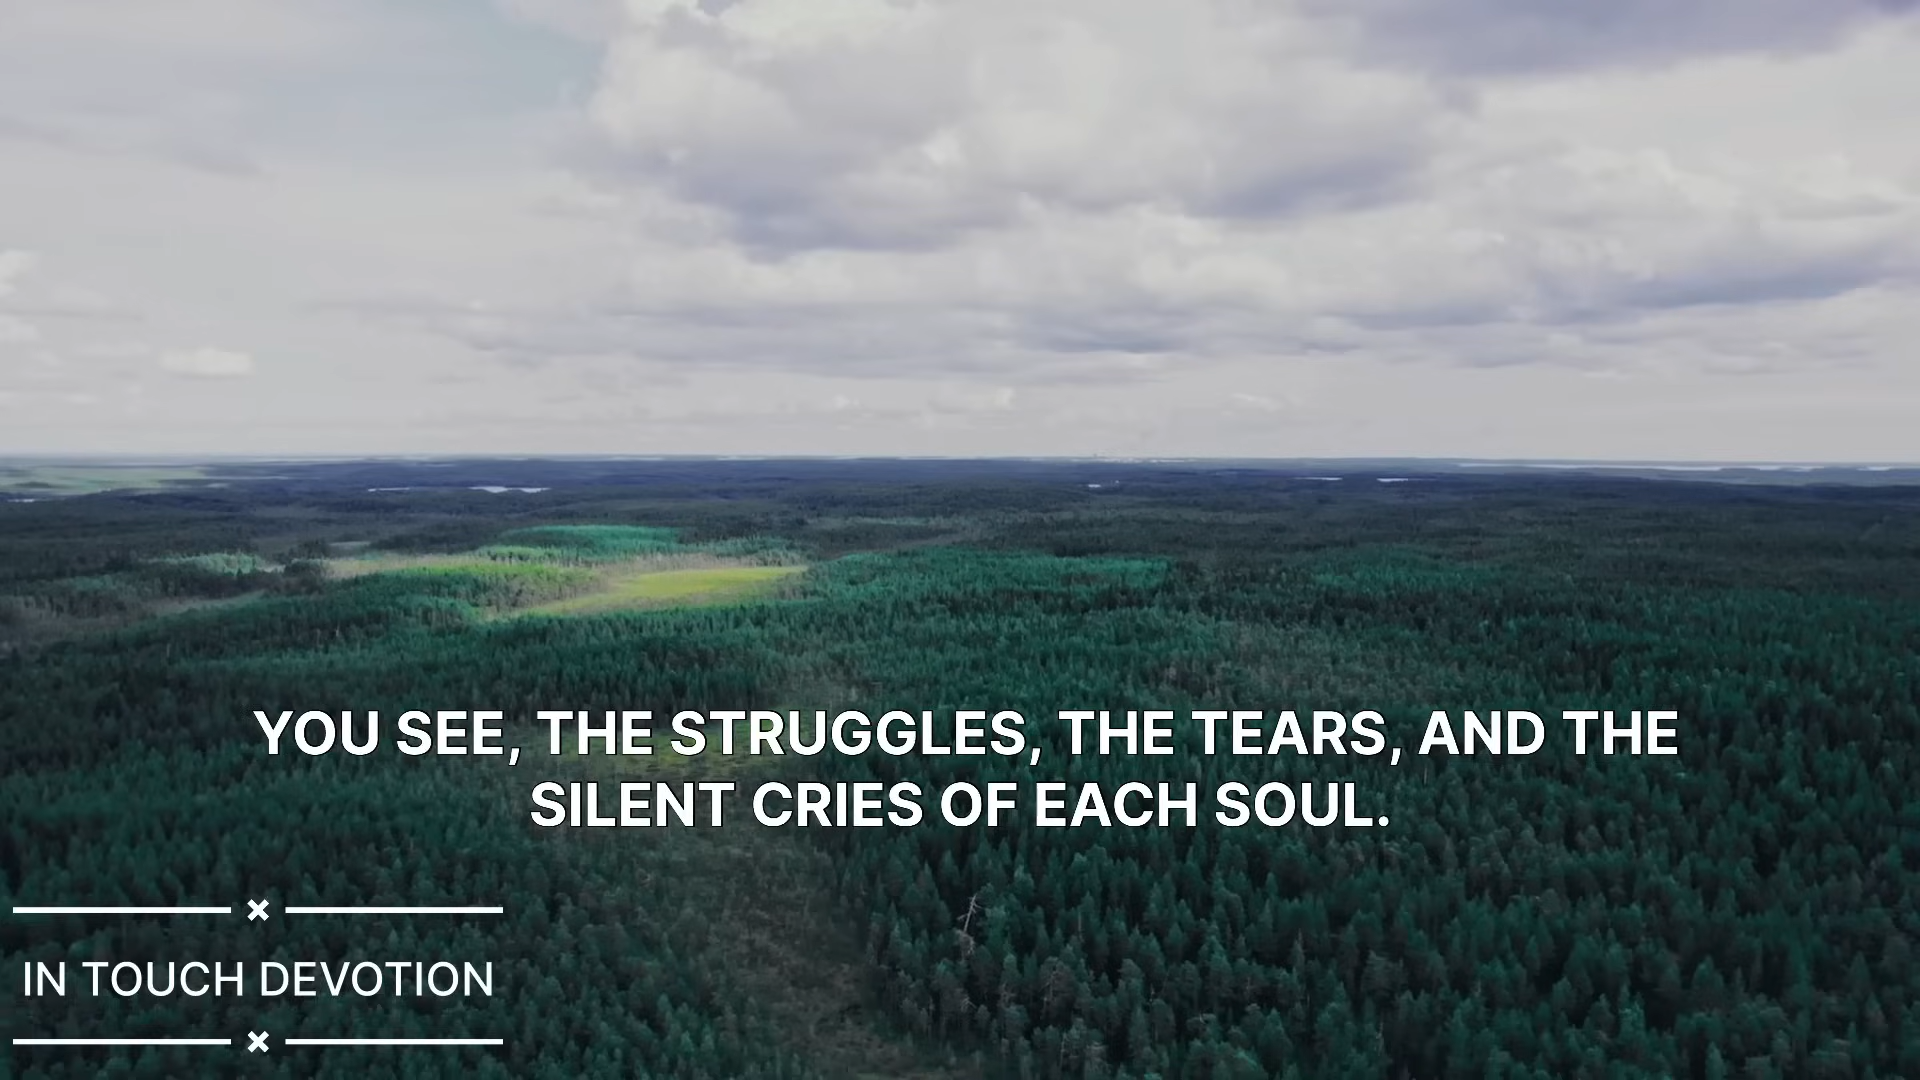 YOU SEE, THE STRUGGLES, THE TEARS, AND THE
SILENT CRIES OF EACH SOUL.
IN TOUCH DEVOTION